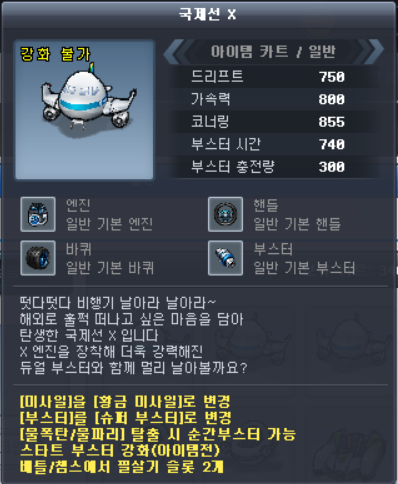 국제선 X
강화 불가
아이템 카트 / 일반
드리프트 750
가속력 800
코너링 855
부스터 시간 740
부스터 충전량 300
엔진
일반 기본 엔진
핸들
일반 기본 핸들
바퀴
일반 기본 바퀴
부스터
일반 기본 부스터
떳다떳다 비행기 날아라 날아라~
해외로 훌쩍 떠나고 싶은 마음을 담아
탄생한 국제선 X 입니다
X 엔진을 장착해 더욱 강력해진
듀얼 부스터와 함께 멀리 날아볼까요?
[미사일]을 [황금 미사일]로 변경
[부스터]를 [슈퍼 부스터]로 변경
[물폭탄/물파리] 탈출 시 순간부스터 가능
스타트 부스터 강화(아이템전)
배틀/챔스에서 필살기 슬롯 2개